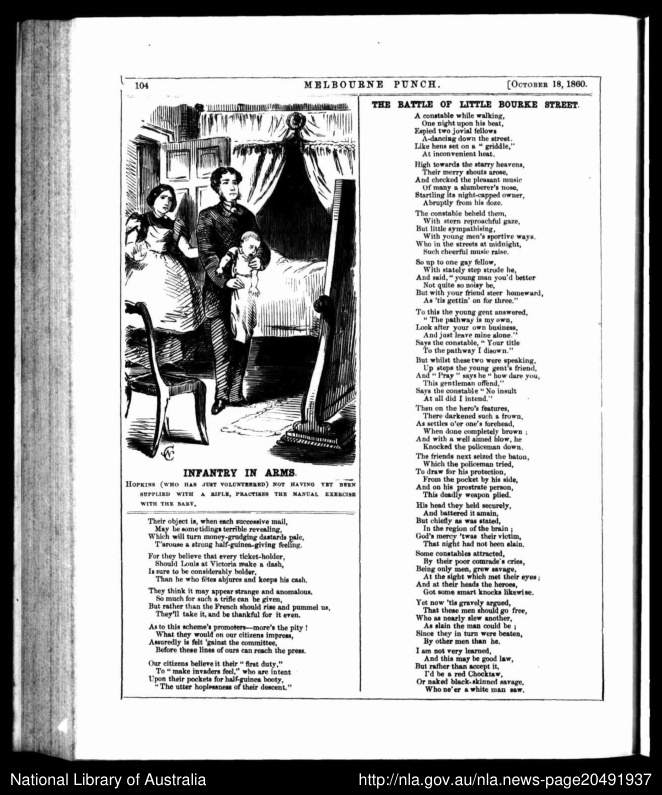 104
MELBOURNE PUNCH.
[OCTOBER 18, 1860.
INFANTRY IN ARMS.
HOPKINS (WHO HAS JUST VOLUNTEERED) NOT HAVING YET BEEN
SUPPLIED WITH A RIFLE, PRACTISES THE MANUAL EXERCISE
WITH THE BABY.
Their object is, when each successive mail,
May be some tidings terrible revealing,
Which will turn money-grudging dastards pale,
T'arouse a strong half-guinea-giving feeling.
For they believe that every ticket-holder,
Should Louis at Victoria make a dash,
Is sure to be considerably bolder,
Than he who fêtes abjures and keeps his cash.
They think it may appear strange and anomalous.
So much for such a trifle can be given,
But rather than the French should rise and pummel us,
They'll take it, and be thankful for it even.
As to this scheme's promoters—more's the pity!
What they would on our citizens impress,
Assuredly is felt 'gainst the committee,
Before these lines of ours can reach the press.
Our citizens believe it their "first duty,"
To "make invaders feel," who are intent
Upon their pockets for half-guinea booty,
"The utter hoplessness of their descent."
THE BATTLE OF LITTLE BOURKE STREET.
A constable while walking,
One night upon his beat,
Espied two jovial fellows
A-dancing down the street.
Like hens set on a "griddle,"
At inconvenient heat.
High towards the starry heavens,
Their merry shouts arose,
And checked the pleasant music
Of many a slumberer's nose,
Startling its night-capped owner,
Abruptly from his doze.
The constable beheld them,
With stern reproachful gaze,
But little sympathising,
With young men's sportive ways.
Who in the streets at midnight,
Such cheerful music raise.
So up to one gay fellow,
With stately step strode he,
And said, "young man you'd better
Not quite so noisy be,
But with your friend steer homeward,
As 'tis gettin' on for three."
To this the young gent answered,
"The pathway is my own,
Look after your own business,
And just leave mine alone."
Says the constable, "Your title
To the pathway I disown."
But whilst these two were speaking,
Up steps the young gent's friend,
And "Pray" says he "how dare you,
This gentleman offend,"
Says the constable "No insult
At all did I intend."
Then on the hero's features,
There darkened such a frown,
As settles o'er one's forehead,
When done completely brown;
And with a well aimed blow, he
Knocked the policeman down.
The friends next seized the baton,
Which the policeman tried,
To draw for his protection,
From the pocket by his side,
And on his prostrate person,
This deadly weapon plied.
His head they held securely,
And battered it amain,
But chiefly as was stated,
In the region of the brain;
God's mercy 'twas their victim,
That night had not been slain.
Some constables attracted,
By their poor comrade's cries,
Being only men, grew savage,
At the sight which met their eyes;
And at their heads the heroes,
Got some smart knocks likewise.
Yet now 'tis gravely argued,
That these men should go free,
Who as nearly slew another,
As slain the man could be;
Since they in turn were beaten,
By other men than he.
I am not very learned,
And this may be good law,
But rather than accept it,
I'd be a red Chocktaw,
Or naked black-skinned savage,
Who ne'er a white man saw.
National Library of Australia
http://nla.gov.au/nla.news-page20491937